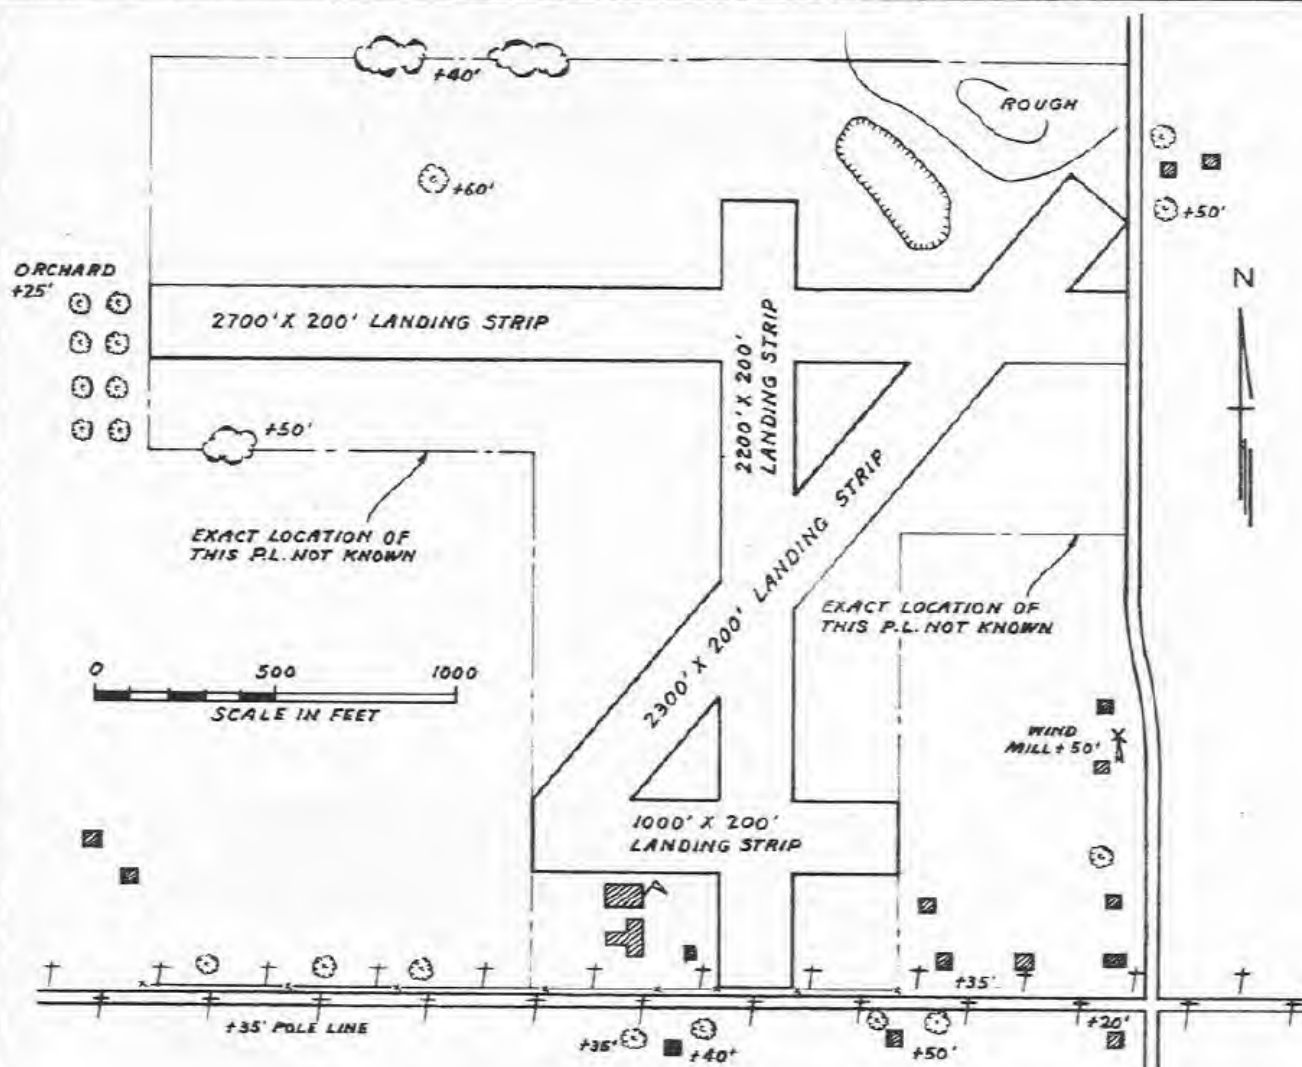 +40'
ROUGH
+60'
+50'
ORCHARD
+25'
N
2700' X 200' LANDING STRIP
2200' X 200'
LANDING STRIP
+50'
2300' X 200' LANDING STRIP
EXACT LOCATION OF
THIS P.L. NOT KNOWN
EXACT LOCATION OF
THIS P.L. NOT KNOWN
0 500 1000
SCALE IN FEET
WIND
MILL + 50'
1000' X 200'
LANDING STRIP
+35'
+35' POLE LINE
+20'
+35'
+40'
+50'